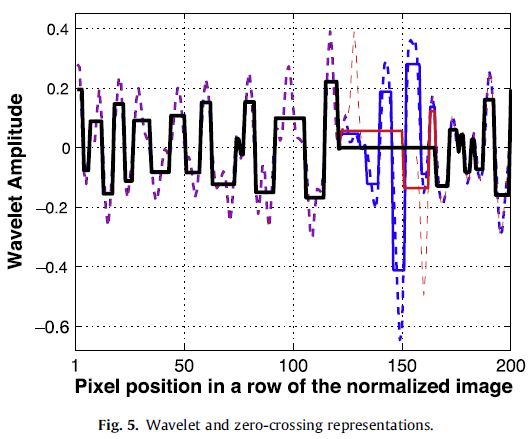 0.4
0.2
0
−0.2
−0.4
−0.6
Wavelet Amplitude
1 50 100 150 200
Pixel position in a row of the normalized image
Fig. 5. Wavelet and zero-crossing representations.